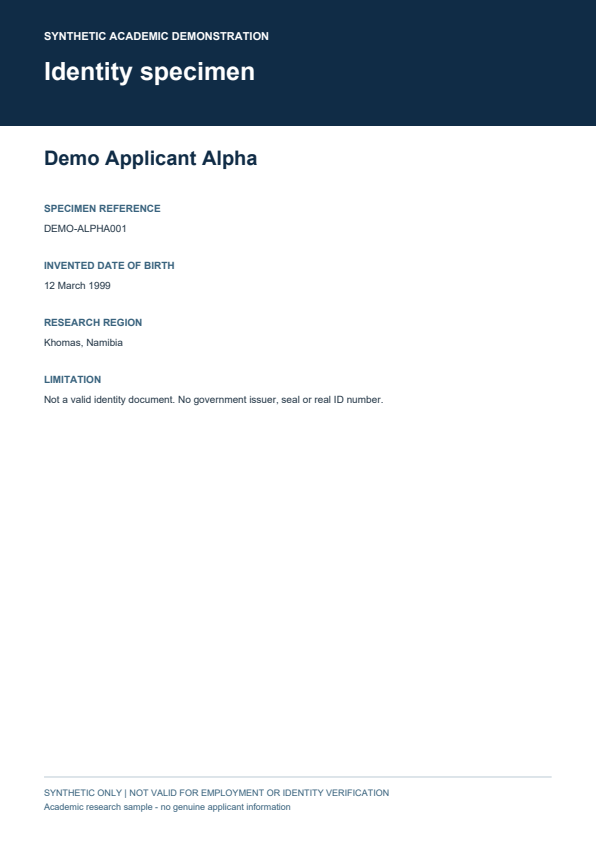 SYNTHETIC ACADEMIC DEMONSTRATION
Identity specimen
Demo Applicant Alpha
SPECIMEN REFERENCE
DEMO-ALPHA001
INVENTED DATE OF BIRTH
12 March 1999
RESEARCH REGION
Khomas, Namibia
LIMITATION
Not a valid identity document. No government issuer, seal or real ID number.
SYNTHETIC ONLY | NOT VALID FOR EMPLOYMENT OR IDENTITY VERIFICATION
Academic research sample - no genuine applicant information